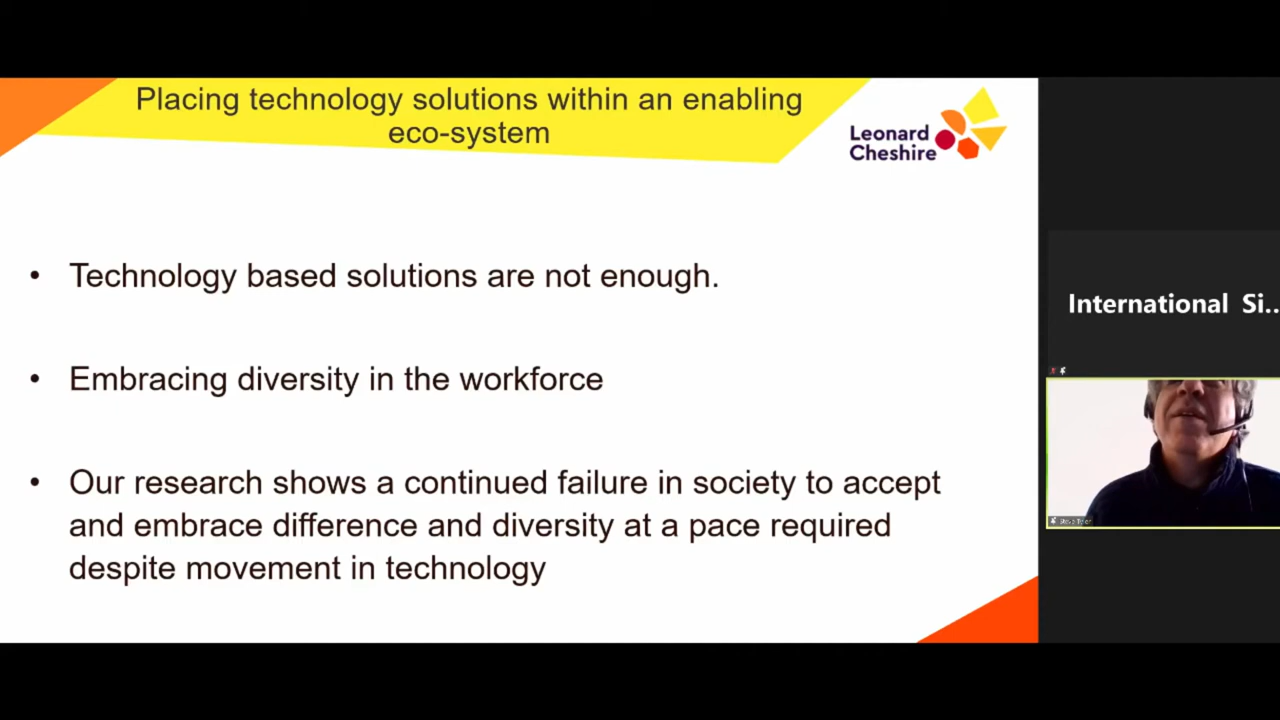 Placing technology solutions within an enabling
eco-system
Leonard
Cheshire
• Technology based solutions are not enough.
• Embracing diversity in the workforce
• Our research shows a continued failure in society to accept
and embrace difference and diversity at a pace required
despite movement in technology
International Si...
Steve Tyler